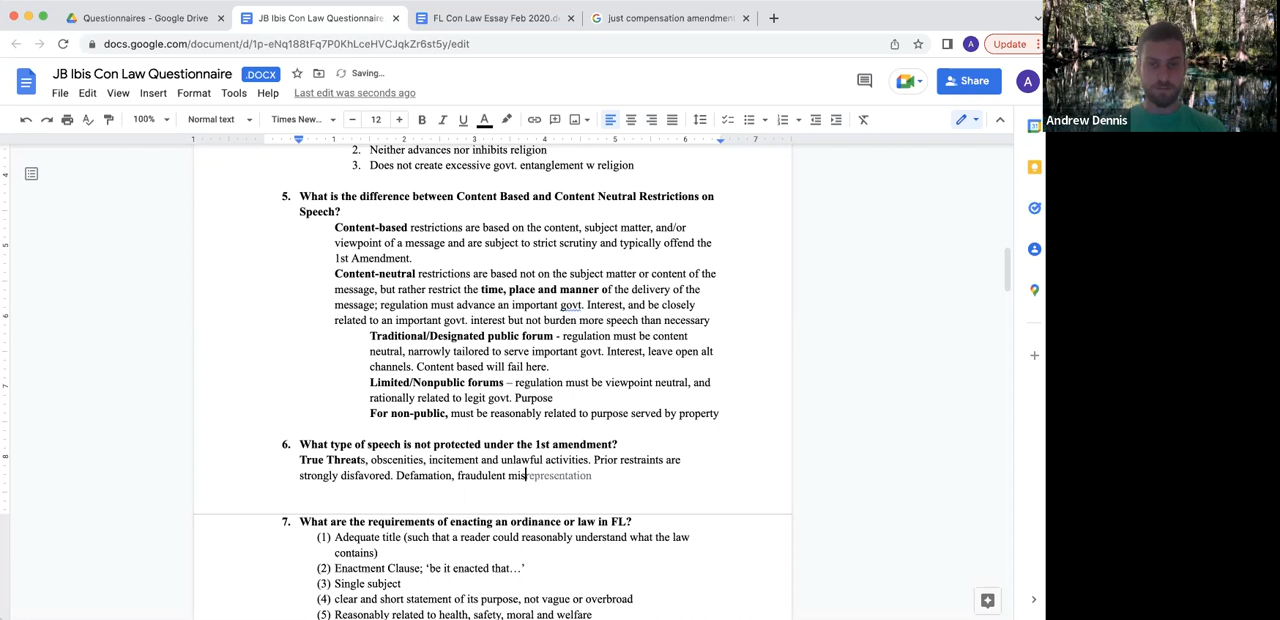 Questionnaires - Google Drive
JB Ibis Con Law Questionnaire
FL Con Law Essay Feb 2020.d
just compensation amendment
docs.google.com/document/d/1p-eNq188tFq7P0KhLceHVCJqkZr6st5y/edit
A
Update
JB Ibis Con Law Questionnaire
.DOCX
Saving...
File Edit View Insert Format Tools Help Last edit was seconds ago
Share
A
Andrew Dennis
100% Normal text Times New... 12 B I U A
1 1 2 3 4 5 6 7
2. Neither advances nor inhibits religion
3. Does not create excessive govt. entanglement w religion
5. What is the difference between Content Based and Content Neutral Restrictions on
Speech?
Content-based restrictions are based on the content, subject matter, and/or
viewpoint of a message and are subject to strict scrutiny and typically offend the
1st Amendment.
Content-neutral restrictions are based not on the subject matter or content of the
message, but rather restrict the time, place and manner of the delivery of the
message; regulation must advance an important govt. Interest, and be closely
related to an important govt. interest but not burden more speech than necessary
Traditional/Designated public forum - regulation must be content
neutral, narrowly tailored to serve important govt. Interest, leave open alt
channels. Content based will fail here.
Limited/Nonpublic forums – regulation must be viewpoint neutral, and
rationally related to legit govt. Purpose
For non-public, must be reasonably related to purpose served by property
6. What type of speech is not protected under the 1st amendment?
True Threats, obscenities, incitement and unlawful activities. Prior restraints are
strongly disfavored. Defamation, fraudulent misrepresentation
7. What are the requirements of enacting an ordinance or law in FL?
(1) Adequate title (such that a reader could reasonably understand what the law
contains)
(2) Enactment Clause; ‘be it enacted that…’
(3) Single subject
(4) clear and short statement of its purpose, not vague or overbroad
(5) Reasonably related to health, safety, moral and welfare